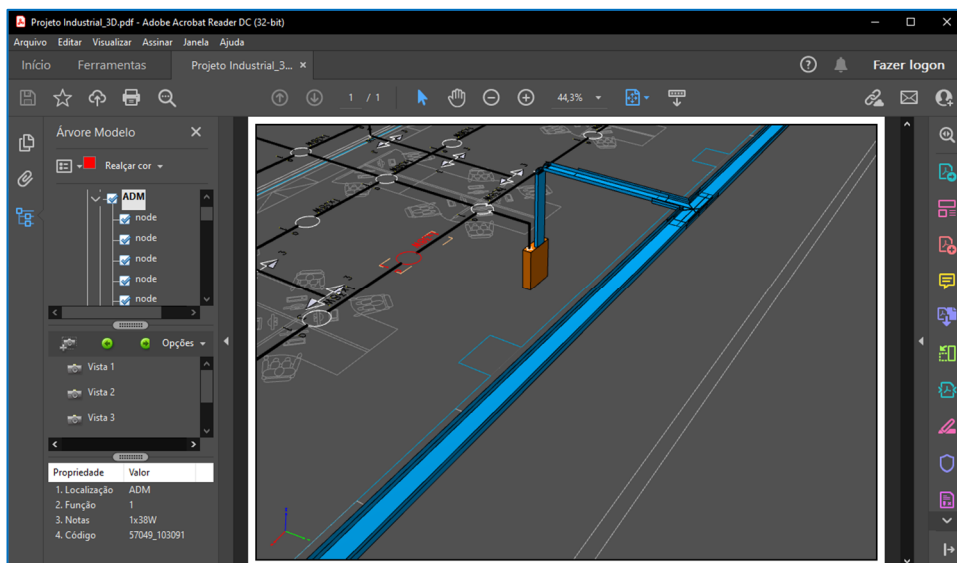 Projeto Industrial_3D.pdf - Adobe Acrobat Reader DC (32-bit)
Arquivo Editar Visualizar Assinar Janela Ajuda
Início Ferramentas Projeto Industrial_3... × Fazer logon
1 / 1 44,3%
Árvore Modelo
Realçar cor
ADM
node
node
node
node
node
Opções
Vista 1
Vista 2
Vista 3
Propriedade Valor
1. Localização ADM
2. Função 1
3. Notas 1x38W
4. Código 57049_103091